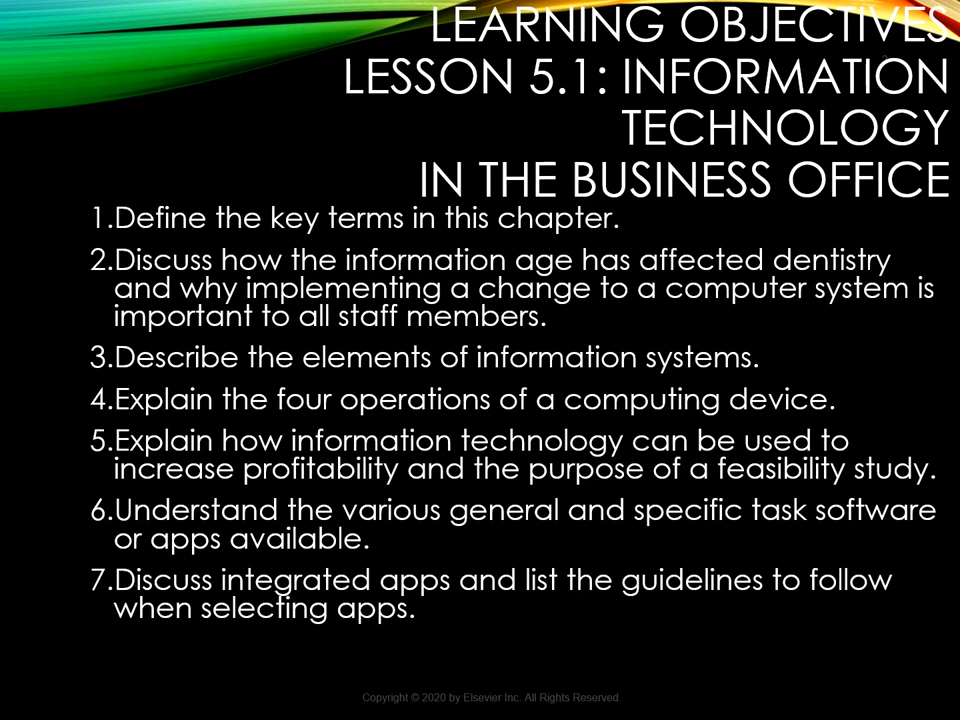 LEARNING OBJECTIVES
LESSON 5.1: INFORMATION
TECHNOLOGY
IN THE BUSINESS OFFICE
1.Define the key terms in this chapter.
2.Discuss how the information age has affected dentistry
and why implementing a change to a computer system is
important to all staff members.
3.Describe the elements of information systems.
4.Explain the four operations of a computing device.
5.Explain how information technology can be used to
increase profitability and the purpose of a feasibility study.
6.Understand the various general and specific task software
or apps available.
7.Discuss integrated apps and list the guidelines to follow
when selecting apps.
Copyright © 2020 by Elsevier Inc. All Rights Reserved.